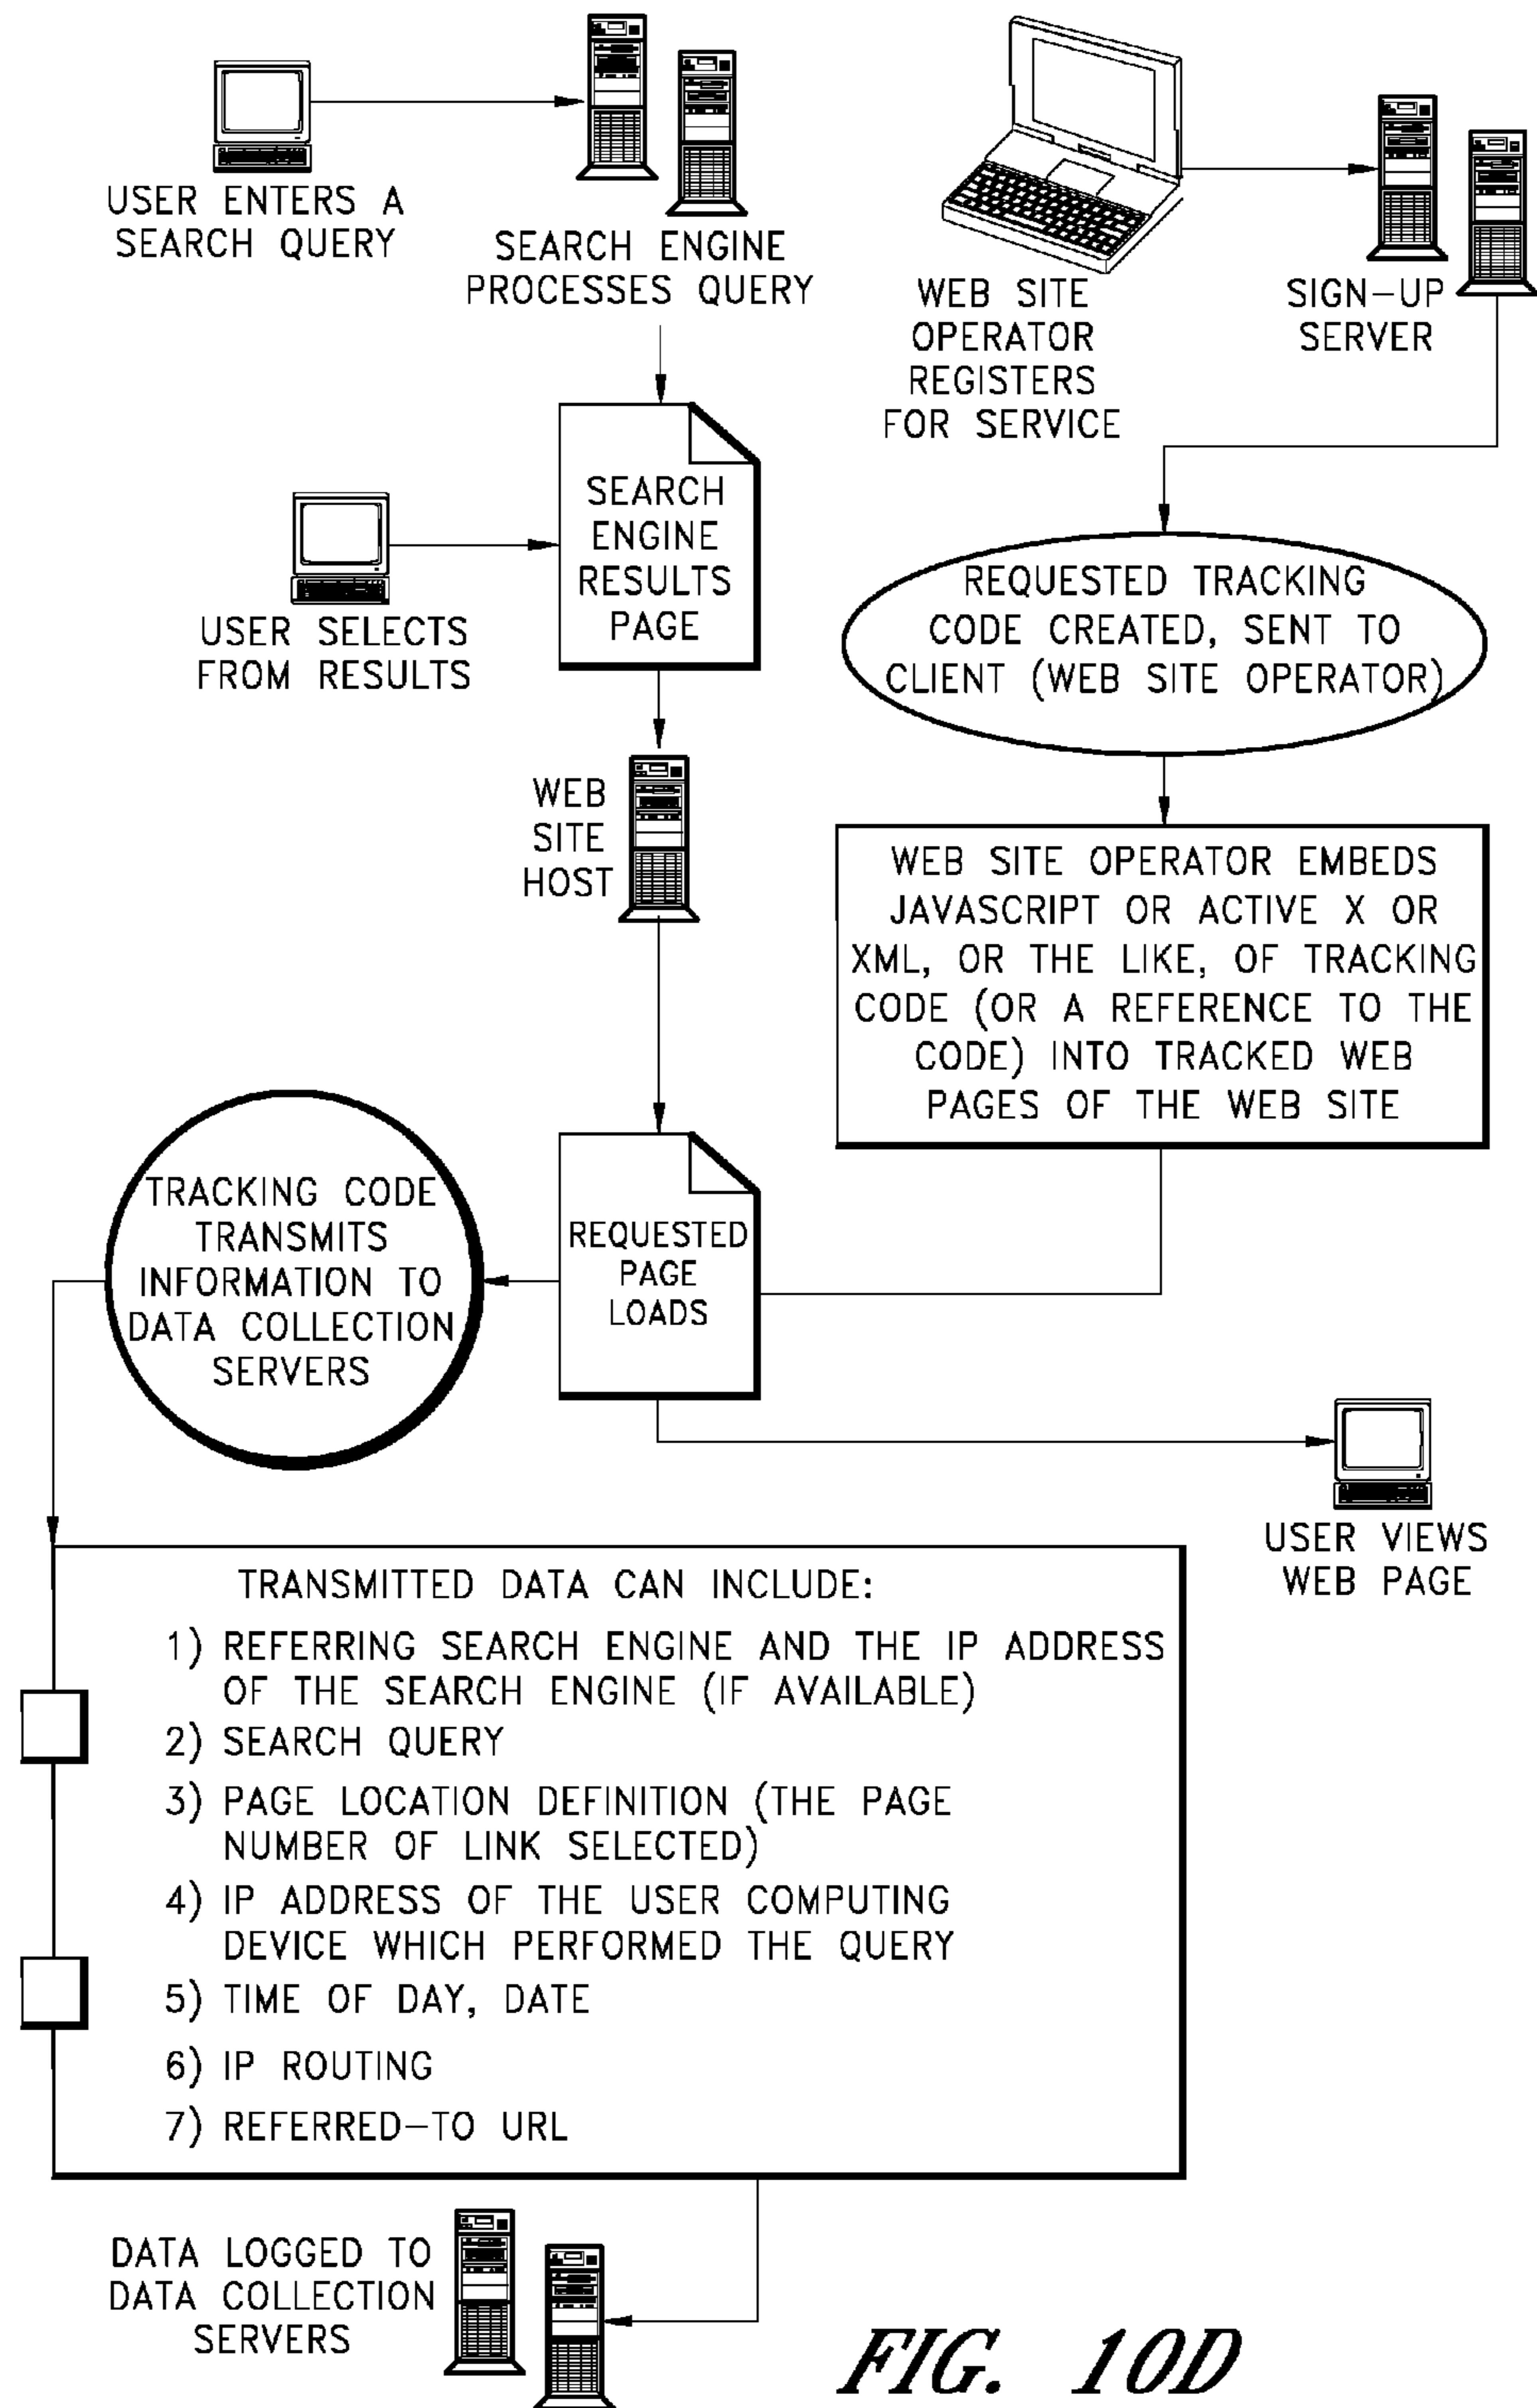 USER ENTERS A
SEARCH QUERY
SEARCH ENGINE
PROCESSES QUERY
WEB SITE
OPERATOR
REGISTERS
FOR SERVICE
SIGN-UP
SERVER
SEARCH
ENGINE
RESULTS
PAGE
USER SELECTS
FROM RESULTS
REQUESTED TRACKING
CODE CREATED, SENT TO
CLIENT (WEB SITE OPERATOR)
WEB
SITE
HOST
WEB SITE OPERATOR EMBEDS
JAVASCRIPT OR ACTIVE X OR
XML, OR THE LIKE, OF TRACKING
CODE (OR A REFERENCE TO THE
CODE) INTO TRACKED WEB
PAGES OF THE WEB SITE
TRACKING CODE
TRANSMITS
INFORMATION TO
DATA COLLECTION
SERVERS
REQUESTED
PAGE
LOADS
USER VIEWS
WEB PAGE
TRANSMITTED DATA CAN INCLUDE:
1) REFERRING SEARCH ENGINE AND THE IP ADDRESS
OF THE SEARCH ENGINE (IF AVAILABLE)
2) SEARCH QUERY
3) PAGE LOCATION DEFINITION (THE PAGE
NUMBER OF LINK SELECTED)
4) IP ADDRESS OF THE USER COMPUTING
DEVICE WHICH PERFORMED THE QUERY
5) TIME OF DAY, DATE
6) IP ROUTING
7) REFERRED-TO URL
DATA LOGGED TO
DATA COLLECTION
SERVERS
FIG. 10D